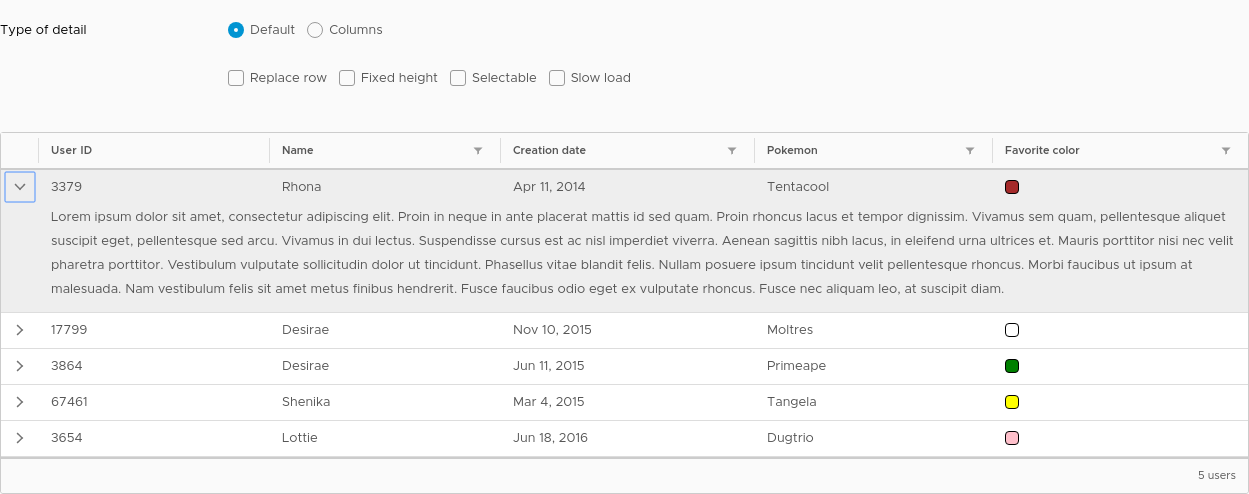 Type of detail
Default Columns
Replace row Fixed height Selectable Slow load
User ID Name Creation date Pokemon Favorite color
3379 Rhona Apr 11, 2014 Tentacool
Lorem ipsum dolor sit amet, consectetur adipiscing elit. Proin in neque in ante placerat mattis id sed quam. Proin rhoncus lacus et tempor dignissim. Vivamus sem quam, pellentesque aliquet
suscipit eget, pellentesque sed arcu. Vivamus in dui lectus. Suspendisse cursus est ac nisl imperdiet viverra. Aenean sagittis nibh lacus, in eleifend urna ultrices et. Mauris porttitor nisi nec velit
pharetra porttitor. Vestibulum vulputate sollicitudin dolor ut tincidunt. Phasellus vitae blandit felis. Nullam posuere ipsum tincidunt velit pellentesque rhoncus. Morbi faucibus ut ipsum at
malesuada. Nam vestibulum felis sit amet metus finibus hendrerit. Fusce faucibus odio eget ex vulputate rhoncus. Fusce nec aliquam leo, at suscipit diam.
17799 Desirae Nov 10, 2015 Moltres
3864 Desirae Jun 11, 2015 Primeape
67461 Shenika Mar 4, 2015 Tangela
3654 Lottie Jun 18, 2016 Dugtrio
5 users